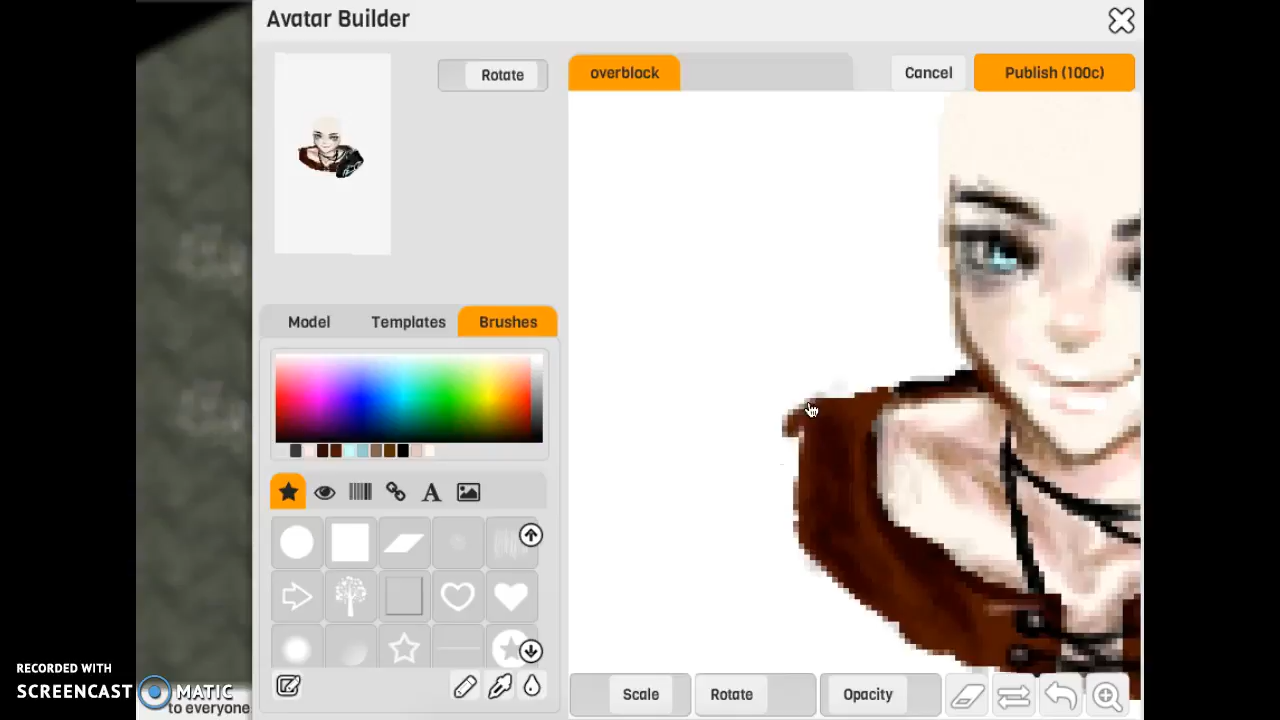 Avatar Builder
Rotate
overblock
Cancel
Publish (100c)
Model
Templates
Brushes
A
Scale
Rotate
Opacity
RECORDED WITH
SCREENCAST MATIC
to everyone